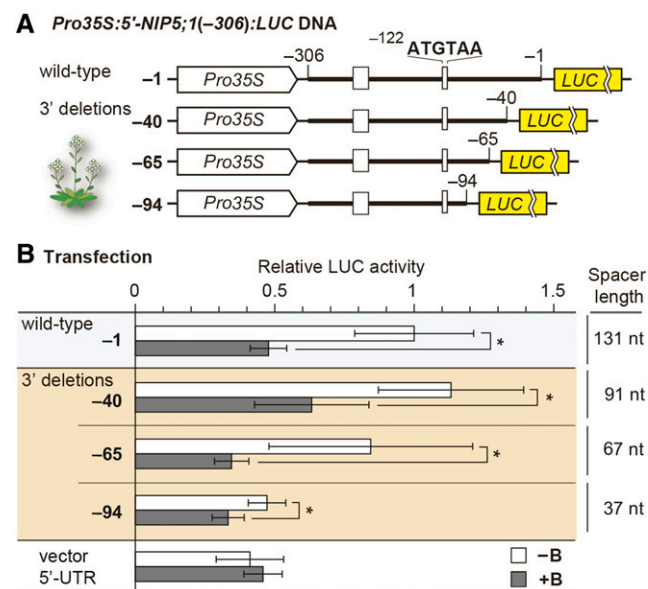 A Pro35S:5'-NIP5;1(–306):LUC DNA
–122 ATGTAA
wild-type –306 –1
–1 Pro35S LUC
3' deletions –40
–40 Pro35S LUC
–65
–65 Pro35S LUC
–94
–94 Pro35S LUC
B Transfection
Relative LUC activity
Spacer length
0 0.5 1 1.5
wild-type
–1 * 131 nt
3' deletions
–40 * 91 nt
–65 * 67 nt
–94 * 37 nt
vector
5'-UTR
–B
+B